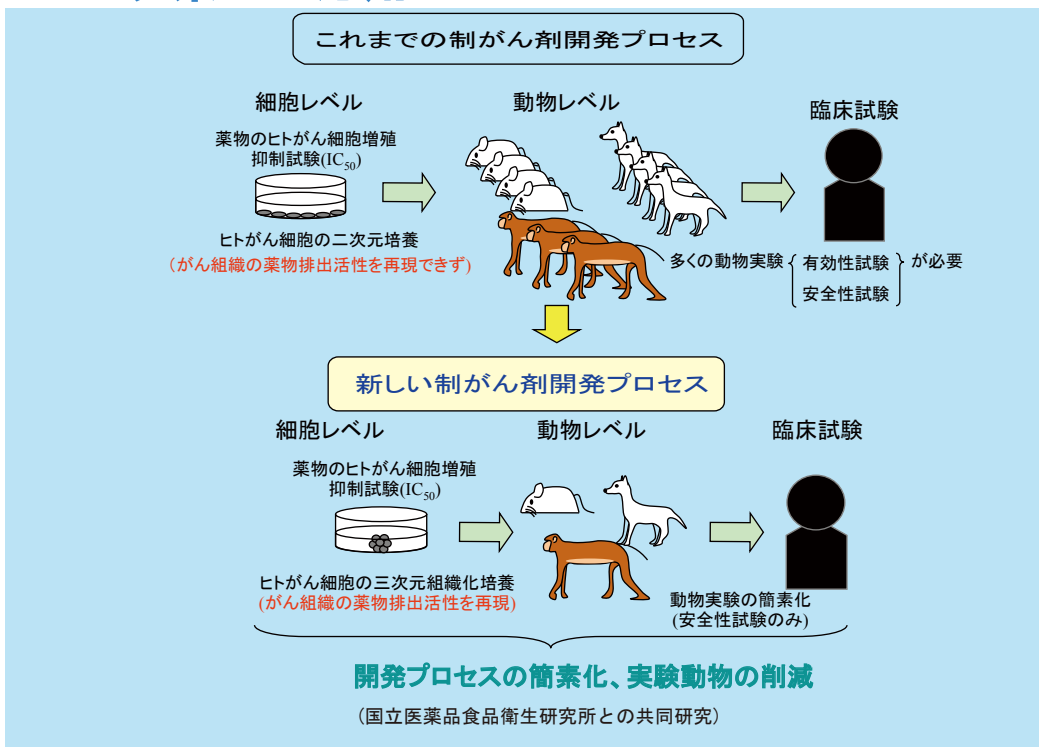 これまでの制がん剤開発プロセス
細胞レベル
動物レベル
臨床試験
薬物のヒトがん細胞増殖
抑制試験(IC50)
ヒトがん細胞の二次元培養
(がん組織の薬物排出活性を再現できず)
多くの動物実験
有効性試験
安全性試験
が必要
新しい制がん剤開発プロセス
細胞レベル
動物レベル
臨床試験
薬物のヒトがん細胞増殖
抑制試験(IC50)
ヒトがん細胞の三次元組織化培養
(がん組織の薬物排出活性を再現)
動物実験の簡素化
(安全性試験のみ)
開発プロセスの簡素化、実験動物の削減
(国立医薬品食品衛生研究所との共同研究)